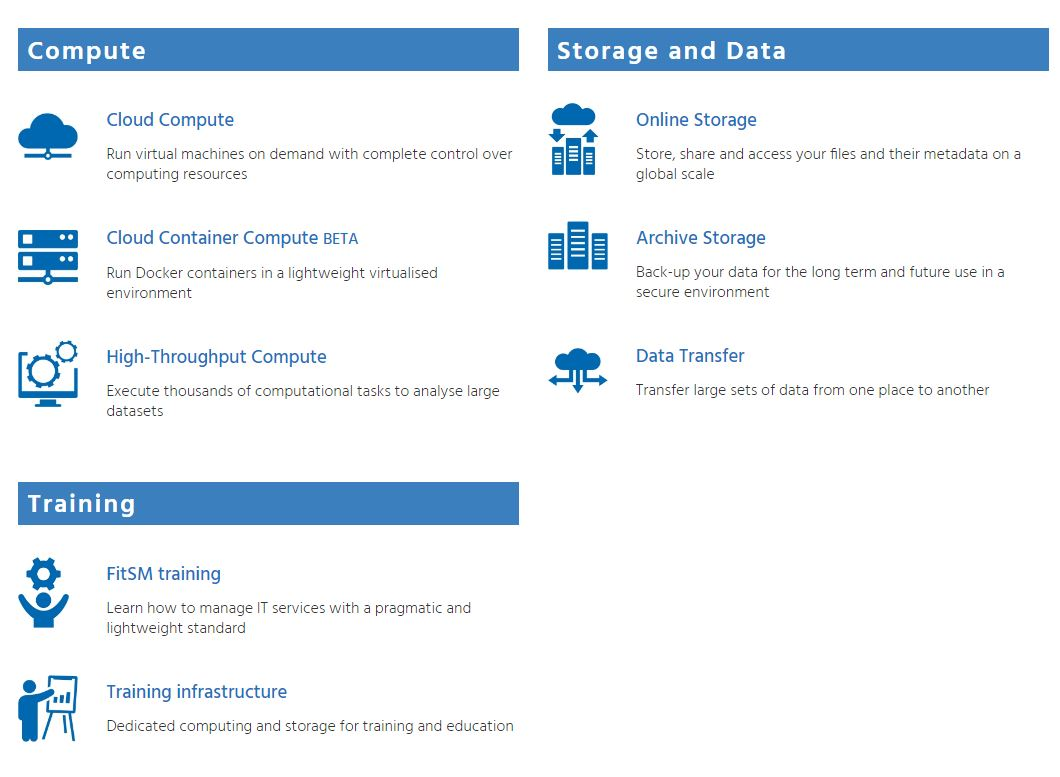 Compute
Cloud Compute
Run virtual machines on demand with complete control over
computing resources
Cloud Container Compute BETA
Run Docker containers in a lightweight virtualised
environment
High-Throughput Compute
Execute thousands of computational tasks to analyse large
datasets
Storage and Data
Online Storage
Store, share and access your files and their metadata on a
global scale
Archive Storage
Back-up your data for the long term and future use in a
secure environment
Data Transfer
Transfer large sets of data from one place to another
Training
FitSM training
Learn how to manage IT services with a pragmatic and
lightweight standard
Training infrastructure
Dedicated computing and storage for training and education